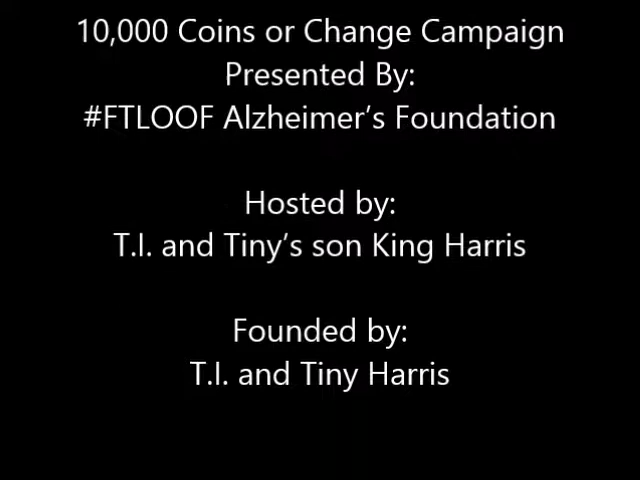 10,000 Coins or Change Campaign
Presented By:
#FTLOOF Alzheimer’s Foundation
Hosted by:
T.I. and Tiny’s son King Harris
Founded by:
T.I. and Tiny Harris